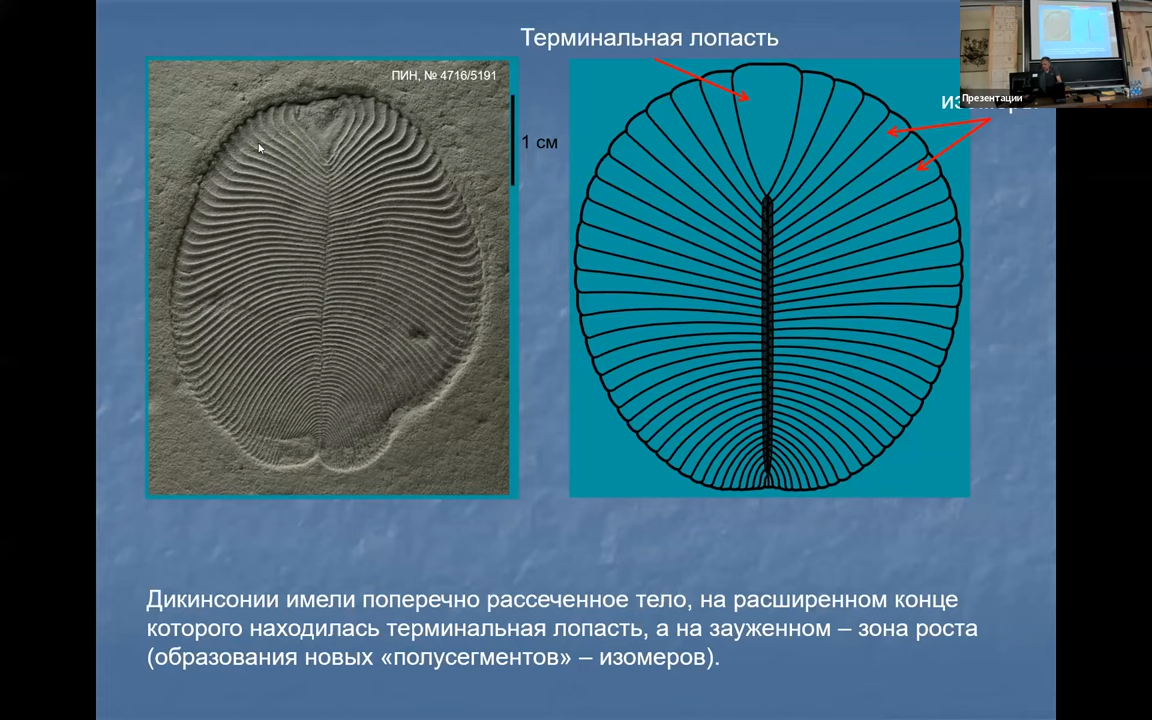 Терминальная лопасть
ПИН, № 4716/5191
1 см
Презентации
Дикинсонии имели поперечно рассеченное тело, на расширенном конце
которого находилась терминальная лопасть, а на зауженном – зона роста
(образования новых «полусегментов» – изомеров).